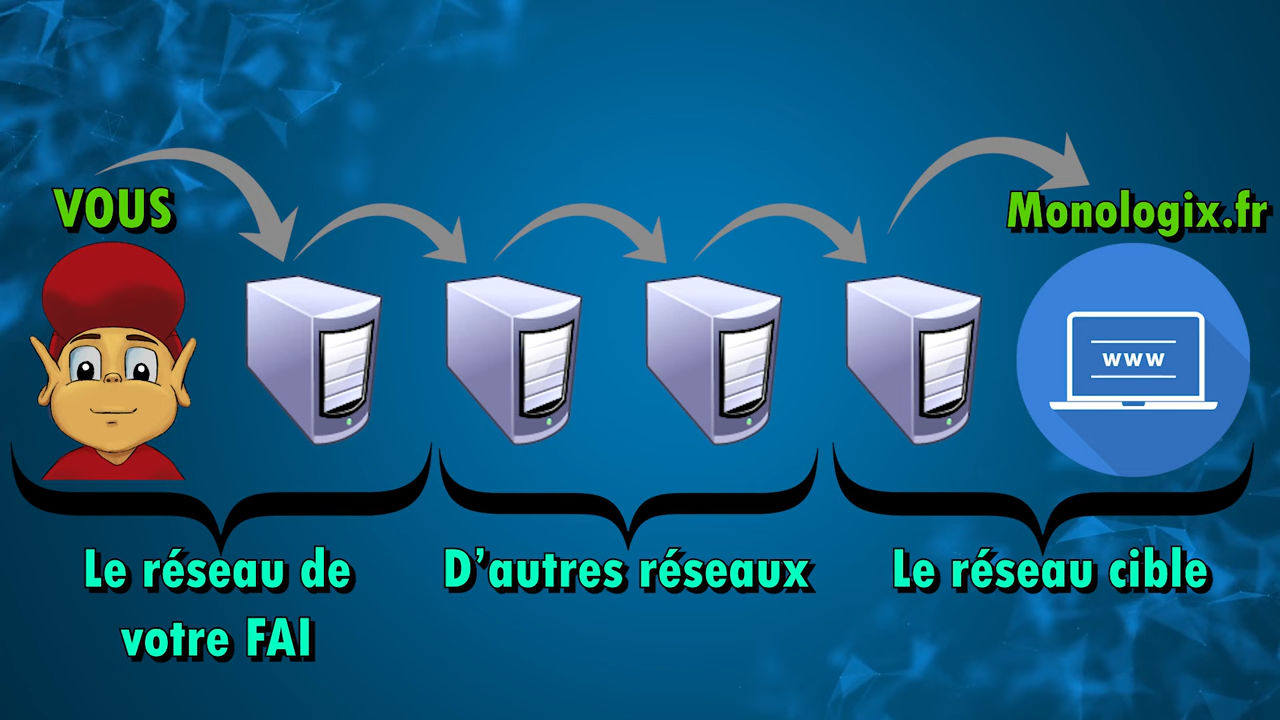 VOUS
Monologix.fr
www
Le réseau de
votre FAI
D’autres réseaux
Le réseau cible